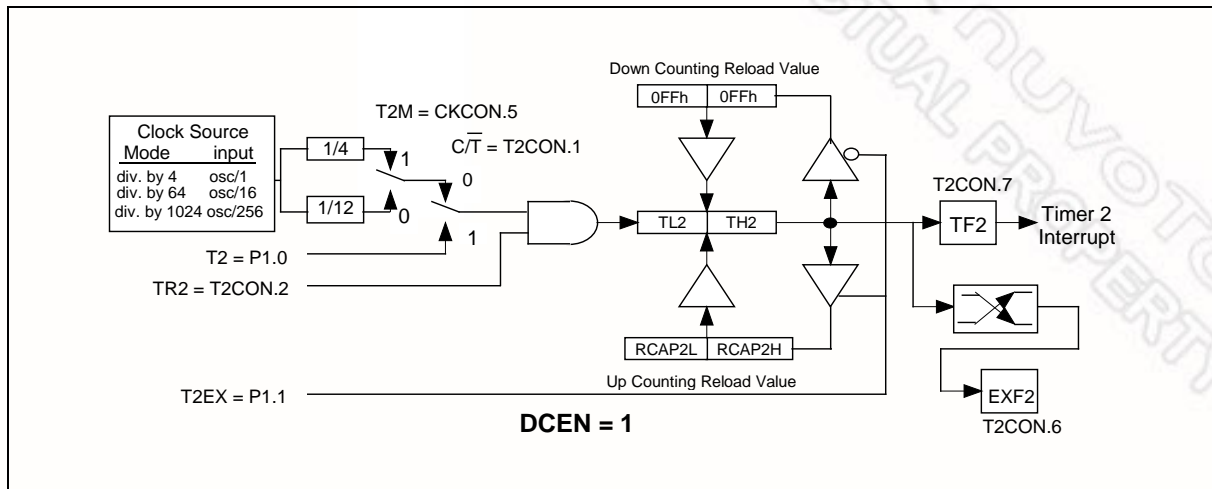 Down Counting Reload Value
0FFh 0FFh
T2M = CKCON.5
C/T̅ = T2CON.1
Clock Source
Mode input
div. by 4 osc/1
div. by 64 osc/16
div. by 1024 osc/256
1/4
1
0
1/12
0
1
T2 = P1.0
TR2 = T2CON.2
TL2 TH2
T2CON.7
TF2
Timer 2
Interrupt
RCAP2L RCAP2H
Up Counting Reload Value
T2EX = P1.1
DCEN = 1
EXF2
T2CON.6
nuvoto
PROPERTY